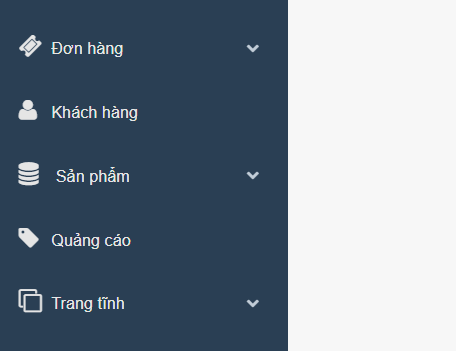 Đơn hàng
Khách hàng
Sản phẩm
Quảng cáo
Trang tĩnh